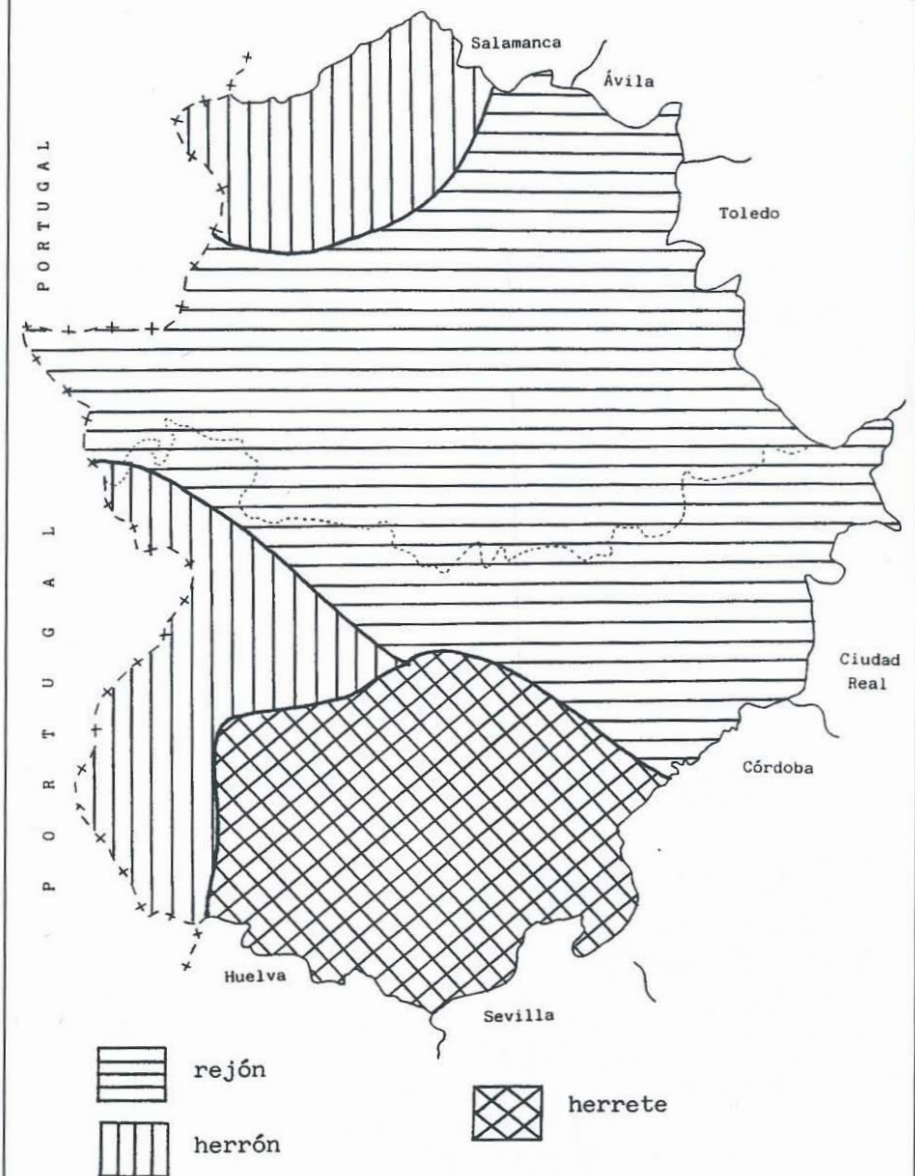 Salamanca
Ávila
PORTUGAL
Toledo
PORTUGAL
Ciudad
Real
Córdoba
Huelva
Sevilla
rejón
herrete
herrón